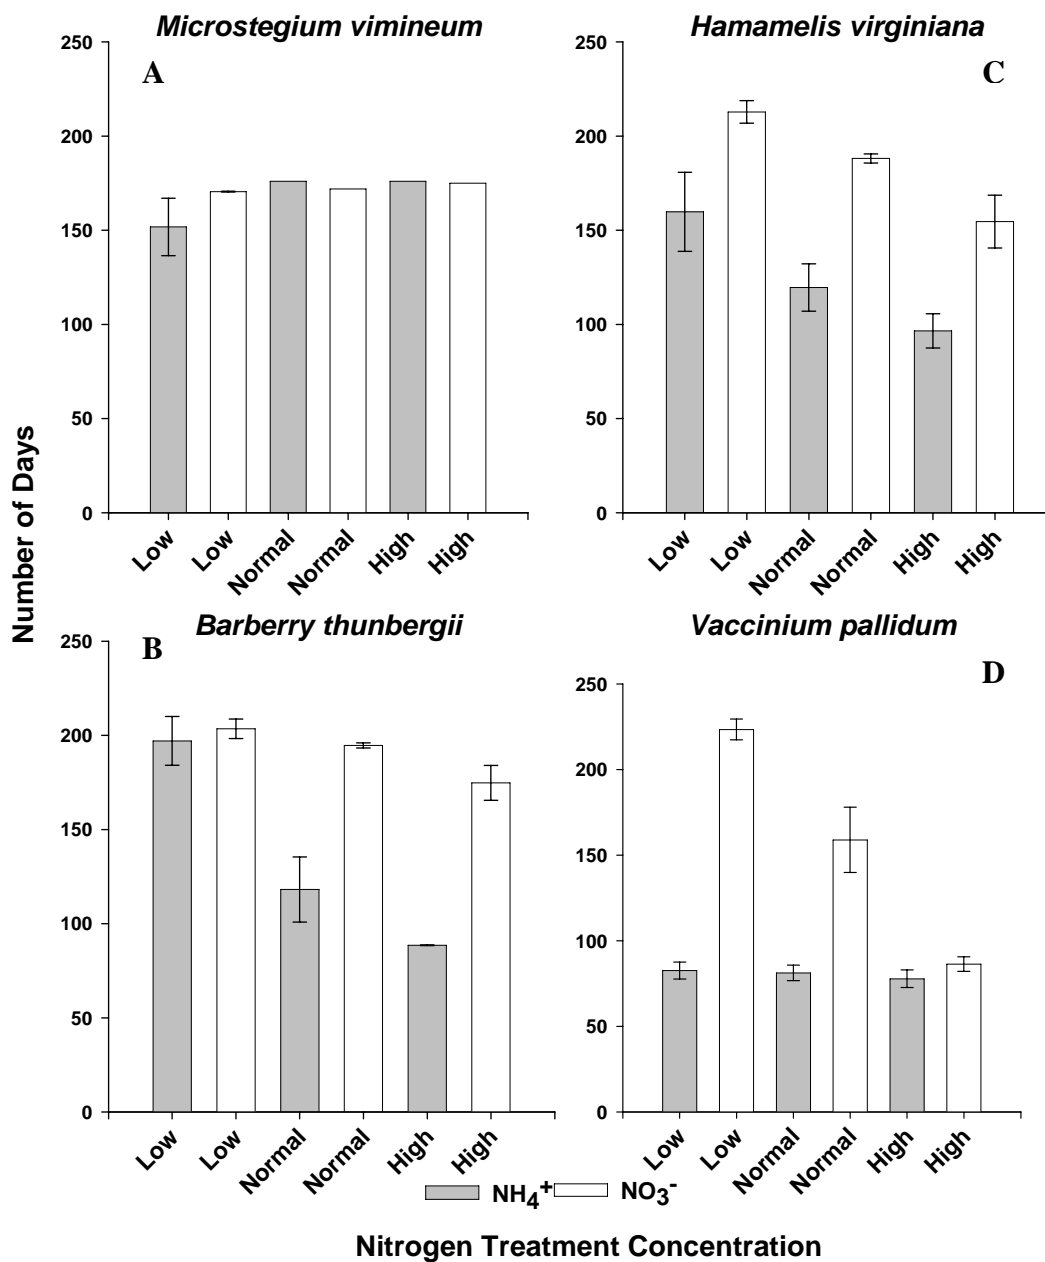 Microstegium vimineum
A
250
200
150
100
50
0
Low
Low
Normal
Normal
High
High
Hamamelis virginiana
C
250
200
150
100
50
0
Low
Low
Normal
Normal
High
High
Number of Days
Barberry thunbergii
B
250
200
150
100
50
0
Low
Low
Normal
Normal
High
High
Vaccinium pallidum
D
250
200
150
100
50
0
Low
Low
Normal
Normal
High
High
NH₄⁺ NO₃⁻
Nitrogen Treatment Concentration